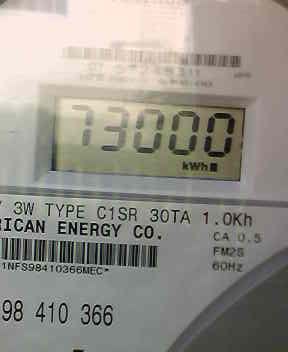 73000
kWh
3W TYPE C1SR 30TA 1.0Kh
RICAN ENERGY CO.
CA 0.5
FM2S
60Hz
1NFS98410366MEC*
98 410 366